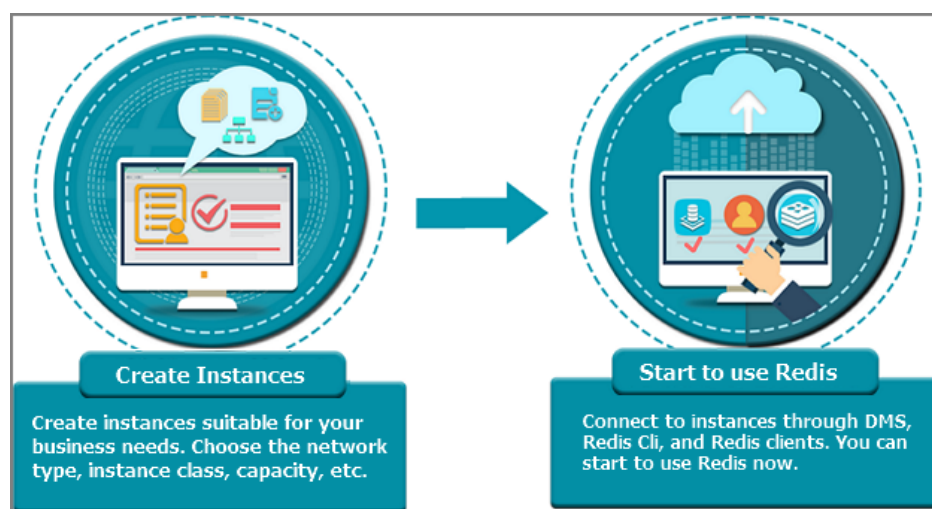 Create Instances
Create instances suitable for your
business needs. Choose the network
type, instance class, capacity, etc.
Start to use Redis
Connect to instances through DMS,
Redis Cli, and Redis clients. You can
start to use Redis now.